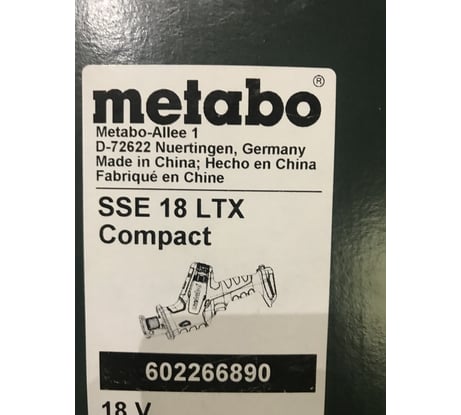 metabo®
Metabo-Allee 1
D-72622 Nuertingen, Germany
Made in China; Hecho en China
Fabriqué en Chine
SSE 18 LTX
Compact
602266890
18 V